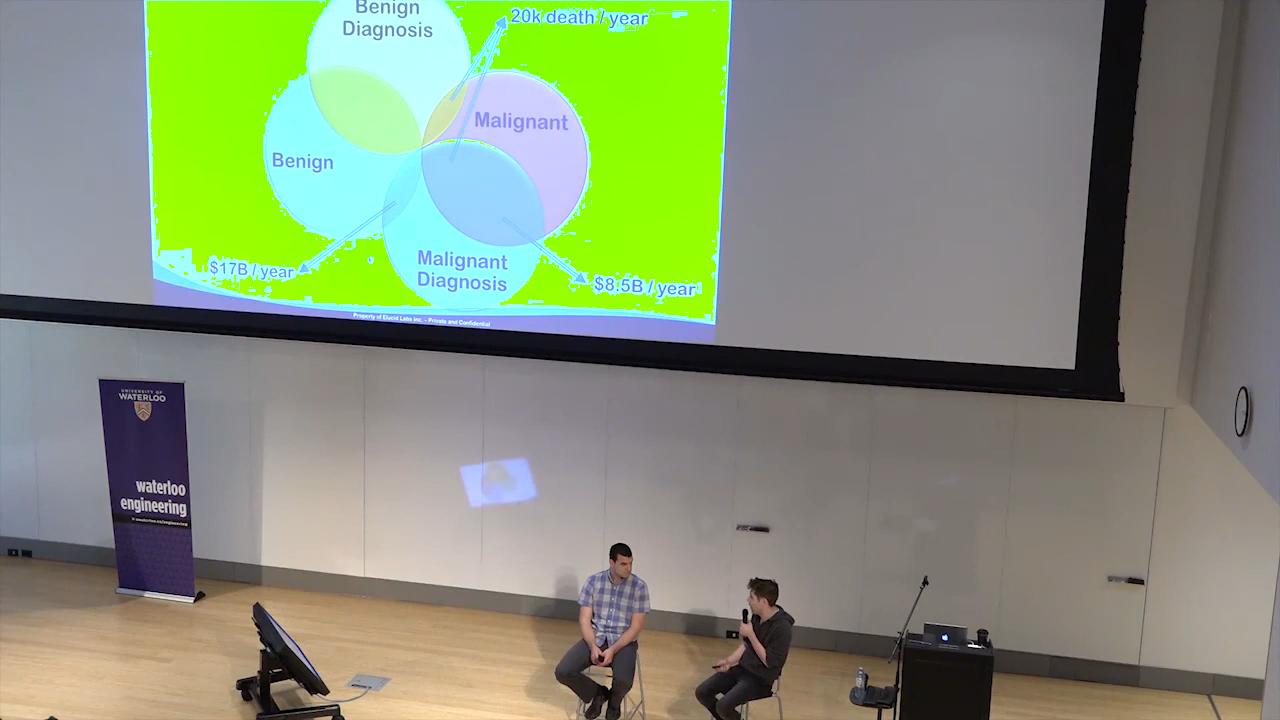 Benign
Diagnosis
20k death / year
Malignant
Benign
Malignant
Diagnosis
$17B / year
$8.5B / year
Property of Elucid Labs Inc. - Private and Confidential
UNIVERSITY OF
WATERLOO
waterloo
engineering